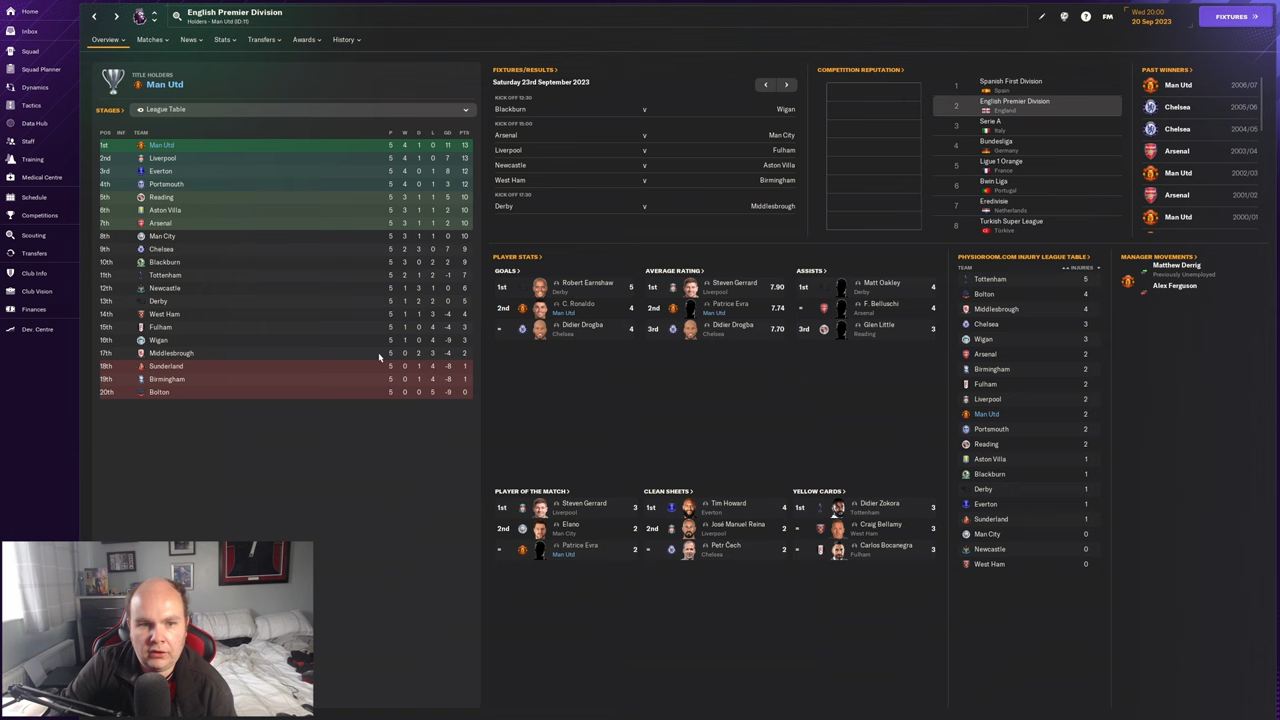 Home
Inbox
Squad
Squad Planner
Dynamics
Tactics
Data Hub
Staff
Training
Medical Centre
Schedule
Competitions
Scouting
Transfers
Club Info
Club Vision
Finances
Dev. Centre
English Premier Division
Holders - Man Utd (ID:11)
FM
Wed 20:00
20 Sep 2023
FIXTURES
Overview Matches News Stats Transfers Awards History
TITLE HOLDERS
Man Utd
STAGES League Table
POS INF TEAM P W D L GD PTS
1st Man Utd 5 4 1 0 11 13
2nd Liverpool 5 4 1 0 7 13
3rd Everton 5 4 0 1 8 12
4th Portsmouth 5 4 0 1 3 12
5th Reading 5 3 1 1 5 10
6th Aston Villa 5 3 1 1 2 10
7th Arsenal 5 3 1 1 2 10
8th Man City 5 3 1 1 0 10
9th Chelsea 5 2 3 0 7 9
10th Blackburn 5 3 0 2 2 9
11th Tottenham 5 2 1 2 -1 7
12th Newcastle 5 1 3 1 0 6
13th Derby 5 1 2 2 0 5
14th West Ham 5 1 1 3 -4 4
15th Fulham 5 1 0 4 -4 3
16th Wigan 5 1 0 4 -9 3
17th Middlesbrough 5 0 2 3 -4 2
18th Sunderland 5 0 1 4 -8 1
19th Birmingham 5 0 1 4 -8 1
20th Bolton 5 0 0 5 -9 0
FIXTURES/RESULTS
Saturday 23rd September 2023
KICK OFF 12.30
Blackburn v Wigan
KICK OFF 15.00
Arsenal v Man City
Liverpool v Fulham
Newcastle v Aston Villa
West Ham v Birmingham
KICK OFF 17.30
Derby v Middlesbrough
COMPETITION REPUTATION
1 Spanish First Division
Spain
2 English Premier Division
England
3 Serie A
Italy
4 Bundesliga
Germany
5 Ligue 1 Orange
France
6 Bwin Liga
Portugal
7 Eredivisie
Netherlands
8 Turkish Super League
Türkiye
PAST WINNERS
Man Utd 2006/07
Chelsea 2005/06
Chelsea 2004/05
Arsenal 2003/04
Man Utd 2002/03
Arsenal 2001/02
Man Utd 2000/01
PLAYER STATS
GOALS
1st Robert Earnshaw 5
Derby
2nd C. Ronaldo 4
Man Utd
= Didier Drogba 4
Chelsea
AVERAGE RATING
1st Steven Gerrard 7.90
Liverpool
2nd Patrice Evra 7.74
Man Utd
3rd Didier Drogba 7.70
Chelsea
ASSISTS
1st Matt Oakley 4
Derby
= F. Belluschi 4
Arsenal
3rd Glen Little 3
Reading
PLAYER OF THE MATCH
1st Steven Gerrard 3
Liverpool
2nd Elano 2
Man City
= Patrice Evra 2
Man Utd
CLEAN SHEETS
1st Tim Howard 4
Everton
2nd José Manuel Reina 2
Liverpool
= Petr Čech 2
Chelsea
YELLOW CARDS
1st Didier Zokora 3
Tottenham
= Craig Bellamy 3
West Ham
= Carlos Bocanegra 3
Fulham
PHYSIOROOM.COM INJURY LEAGUE TABLE
TEAM INJURIES
Tottenham 5
Bolton 4
Middlesbrough 4
Chelsea 3
Wigan 3
Arsenal 2
Birmingham 2
Fulham 2
Liverpool 2
Man Utd 2
Portsmouth 2
Reading 2
Aston Villa 1
Blackburn 1
Derby 1
Everton 1
Sunderland 1
Man City 0
Newcastle 0
West Ham 0
MANAGER MOVEMENTS
Matthew Derrig
Previously Unemployed
Alex Ferguson